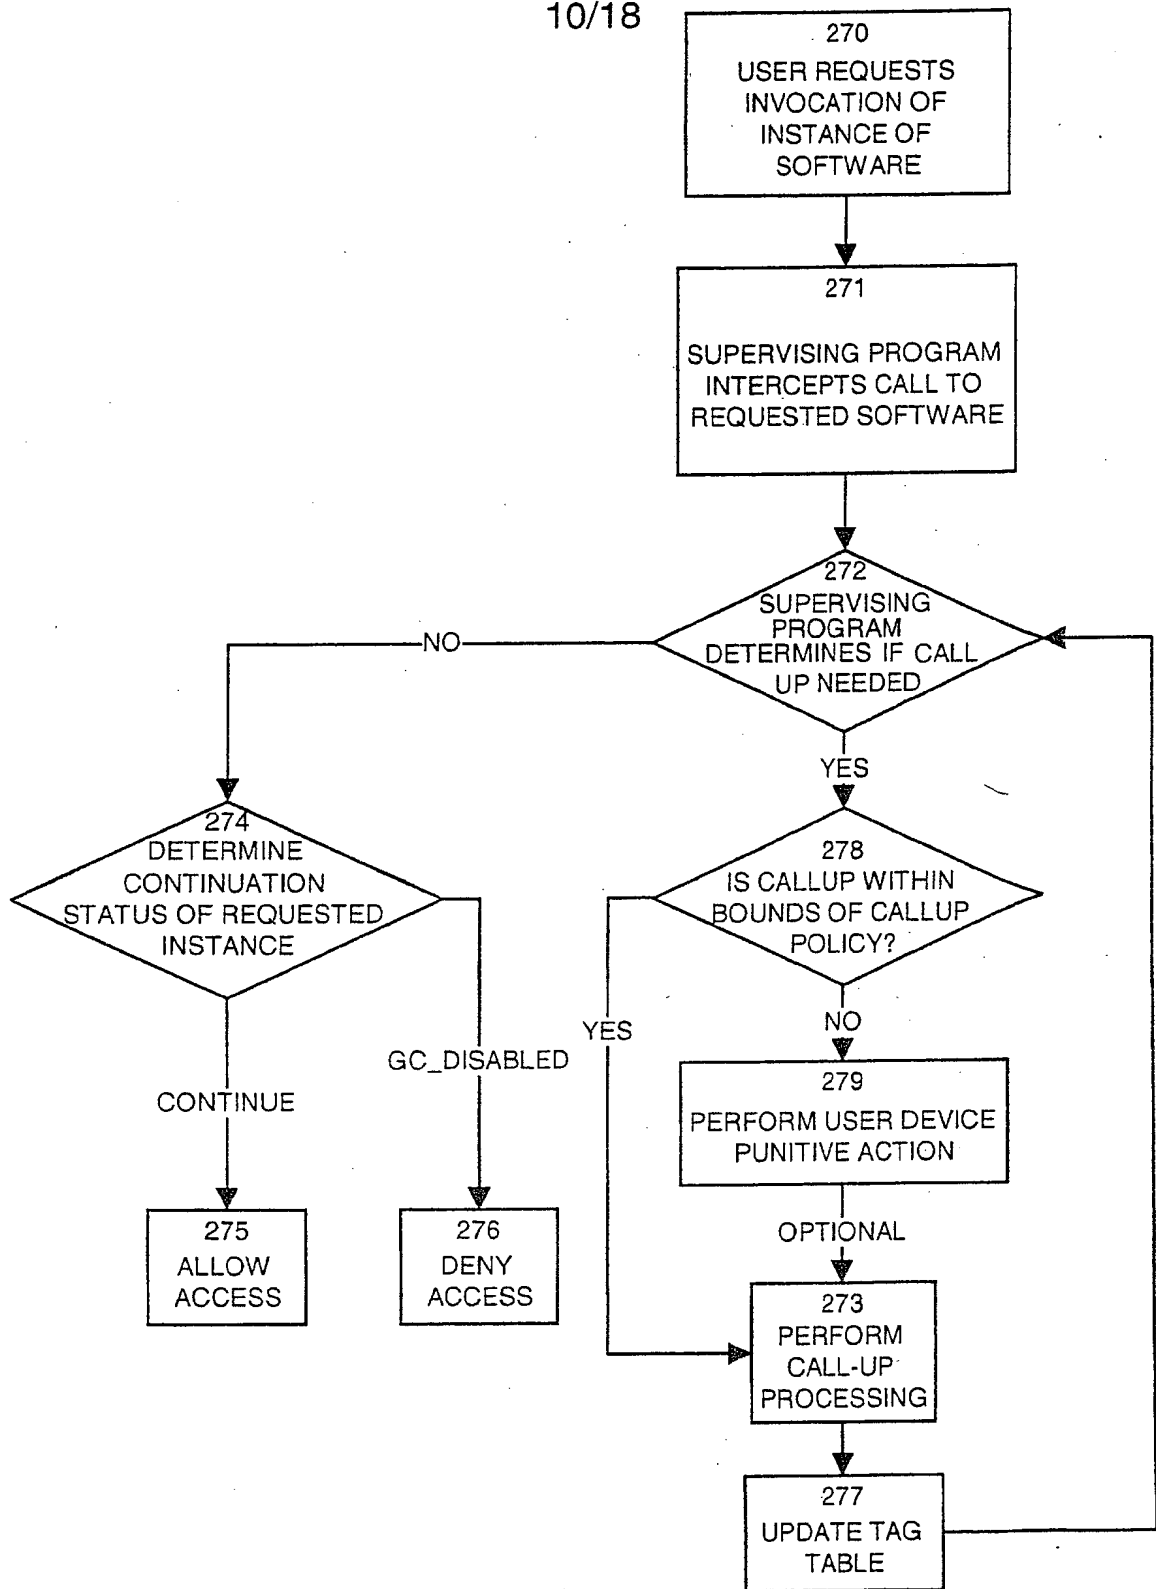 10/18
270
USER REQUESTS
INVOCATION OF
INSTANCE OF
SOFTWARE
271
SUPERVISING PROGRAM
INTERCEPTS CALL TO
REQUESTED SOFTWARE
272
SUPERVISING
PROGRAM
DETERMINES IF CALL
UP NEEDED
NO
YES
274
DETERMINE
CONTINUATION
STATUS OF REQUESTED
INSTANCE
278
IS CALLUP WITHIN
BOUNDS OF CALLUP
POLICY?
YES
NO
GC_DISABLED
CONTINUE
279
PERFORM USER DEVICE
PUNITIVE ACTION
OPTIONAL
275
ALLOW
ACCESS
276
DENY
ACCESS
273
PERFORM
CALL-UP
PROCESSING
277
UPDATE TAG
TABLE